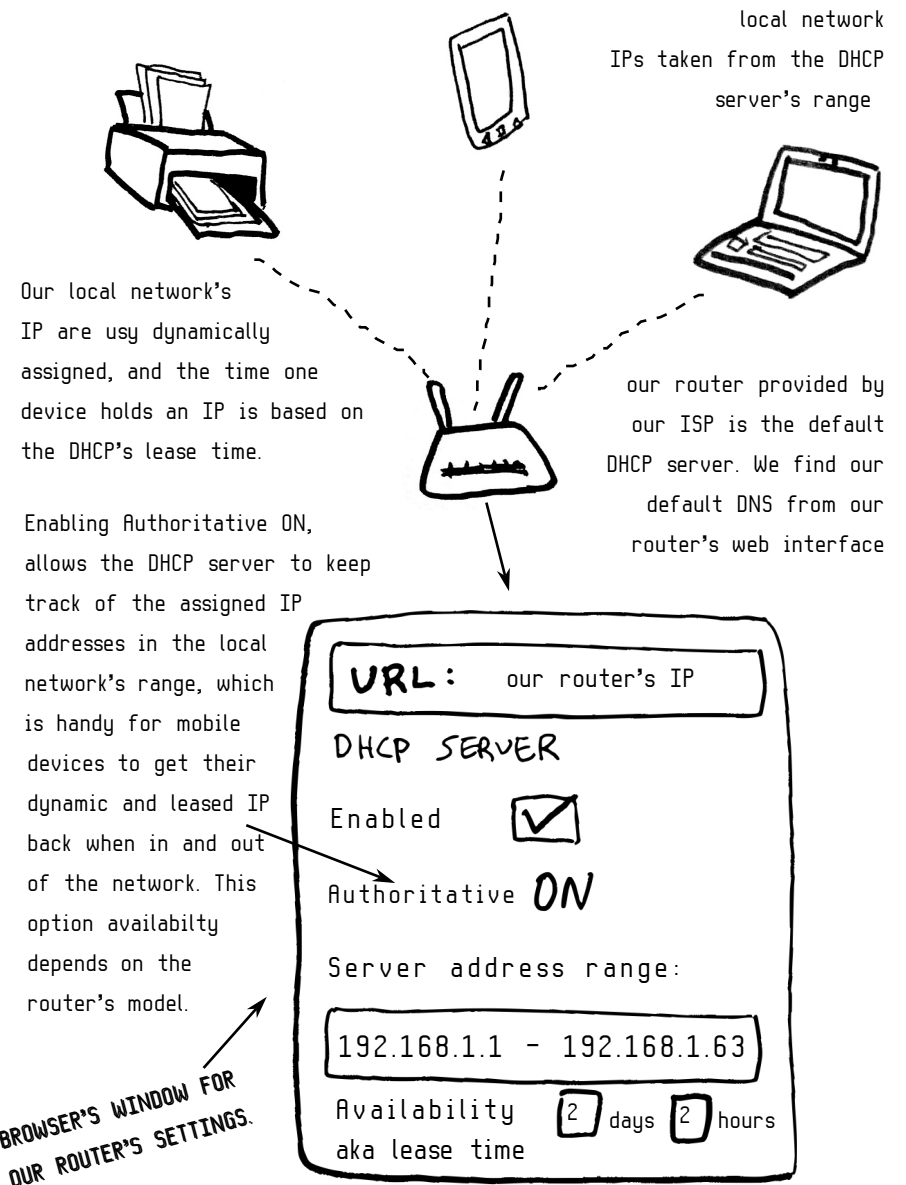 local network
IPs taken from the DHCP
server's range
Our local network's
IP are usy dynamically
assigned, and the time one
device holds an IP is based on
the DHCP's lease time.
our router provided by
our ISP is the default
DHCP server. We find our
default DNS from our
router's web interface
Enabling Authoritative ON,
allows the DHCP server to keep
track of the assigned IP
addresses in the local
network's range, which
is handy for mobile
devices to get their
dynamic and leased IP
back when in and out
of the network. This
option availabilty
depends on the
router's model.
URL: our router's IP
DHCP SERVER
Enabled
Authoritative ON
Server address range:
192.168.1.1 - 192.168.1.63
Availability 2 days 2 hours
aka lease time
BROWSER'S WINDOW FOR
OUR ROUTER'S SETTINGS.